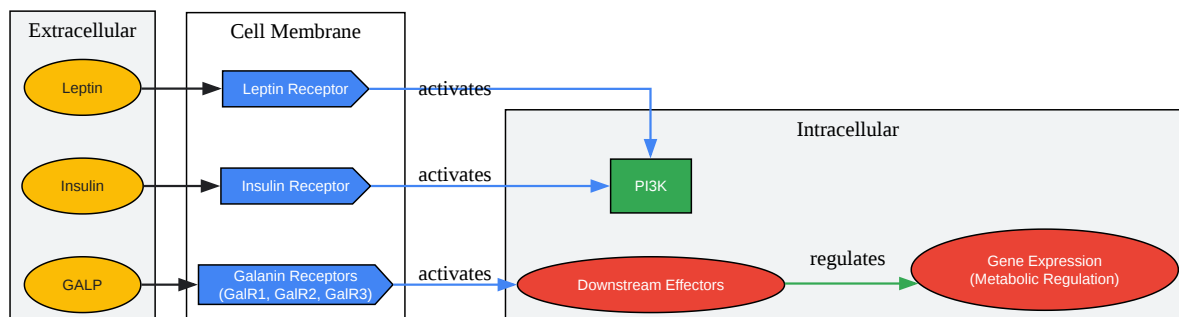 Extracellular
Cell Membrane
Leptin
Leptin Receptor
activates
Intracellular
Insulin
Insulin Receptor
activates
PI3K
GALP
Galanin Receptors
(GalR1, GalR2, GalR3)
activates
Downstream Effectors
regulates
Gene Expression
(Metabolic Regulation)